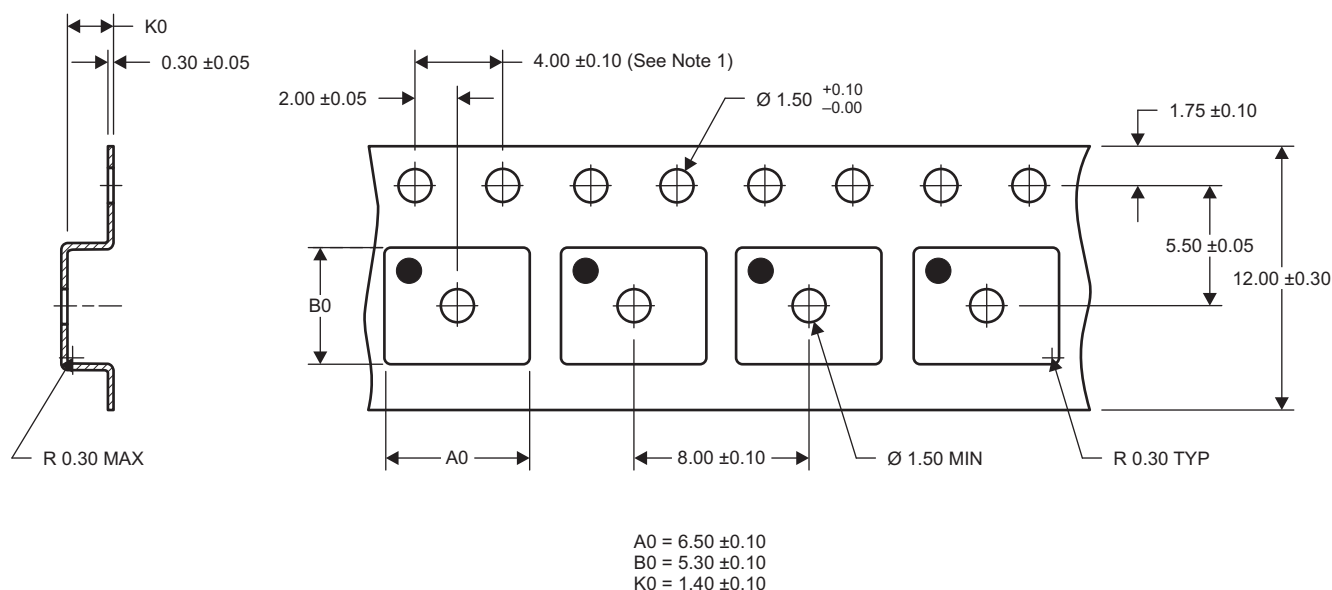 K0
0.30 ±0.05
4.00 ±0.10 (See Note 1)
2.00 ±0.05
Ø 1.50 +0.10 –0.00
1.75 ±0.10
5.50 ±0.05
12.00 ±0.30
B0
R 0.30 MAX
A0
8.00 ±0.10
Ø 1.50 MIN
R 0.30 TYP
A0 = 6.50 ±0.10
B0 = 5.30 ±0.10
K0 = 1.40 ±0.10